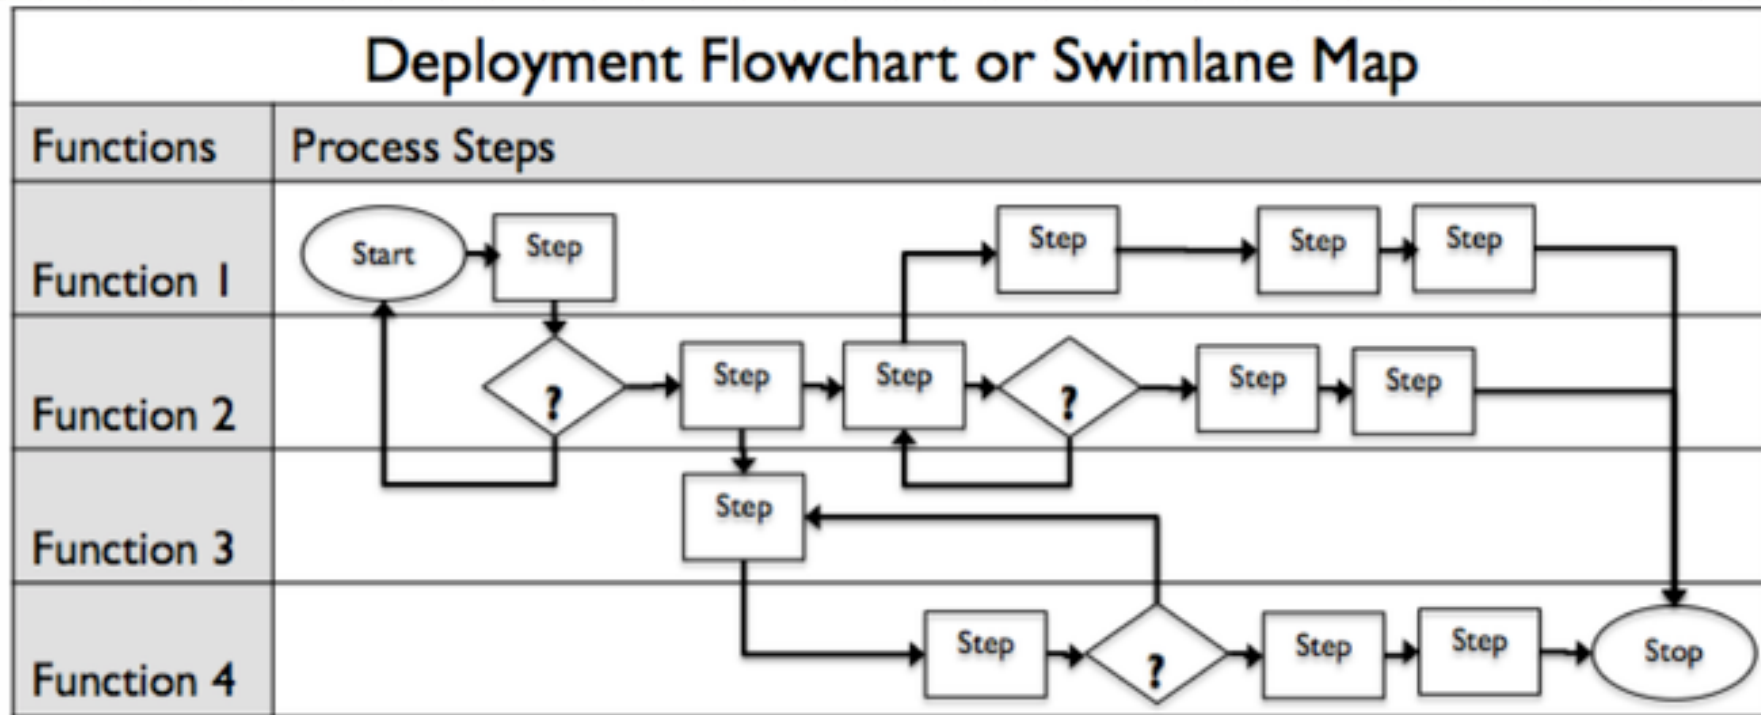 Deployment Flowchart or Swimlane Map
Functions
Process Steps
Function 1
Start
Step
Step
Step
Step
Function 2
?
Step
Step
?
Step
Step
Function 3
Step
Function 4
Step
?
Step
Step
Stop